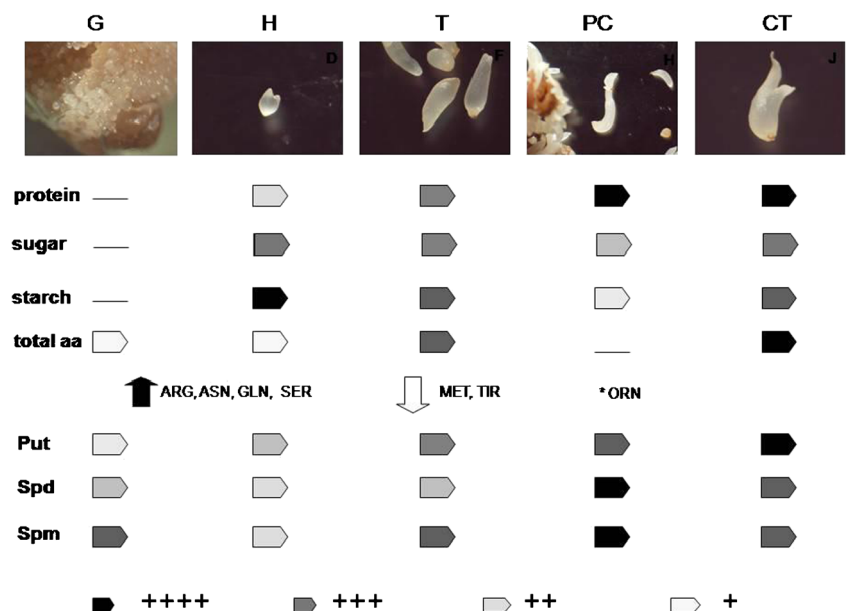 G H T PC CT
D F H J
protein
sugar
starch
total aa
ARG, ASN, GLN, SER MET, TIR *ORN
Put
Spd
Spm
++++ +++ ++ +